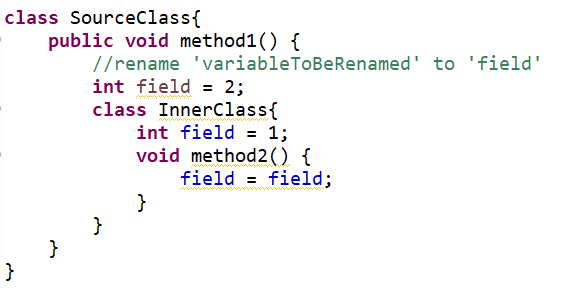 class SourceClass{
    public void method1() {
        //rename 'variableToBeRenamed' to 'field'
        int field = 2;
        class InnerClass{
            int field = 1;
            void method2() {
                field = field;
            }
        }
    }
}